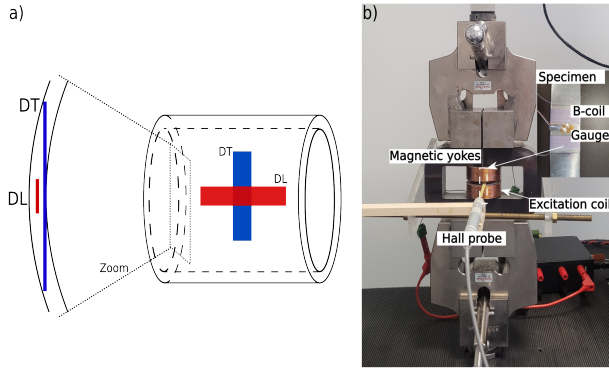 a)
DT
DL
DT
DL
Zoom
b)
Specimen
B-coil
Gauge
Magnetic yokes
Excitation coil
Hall probe